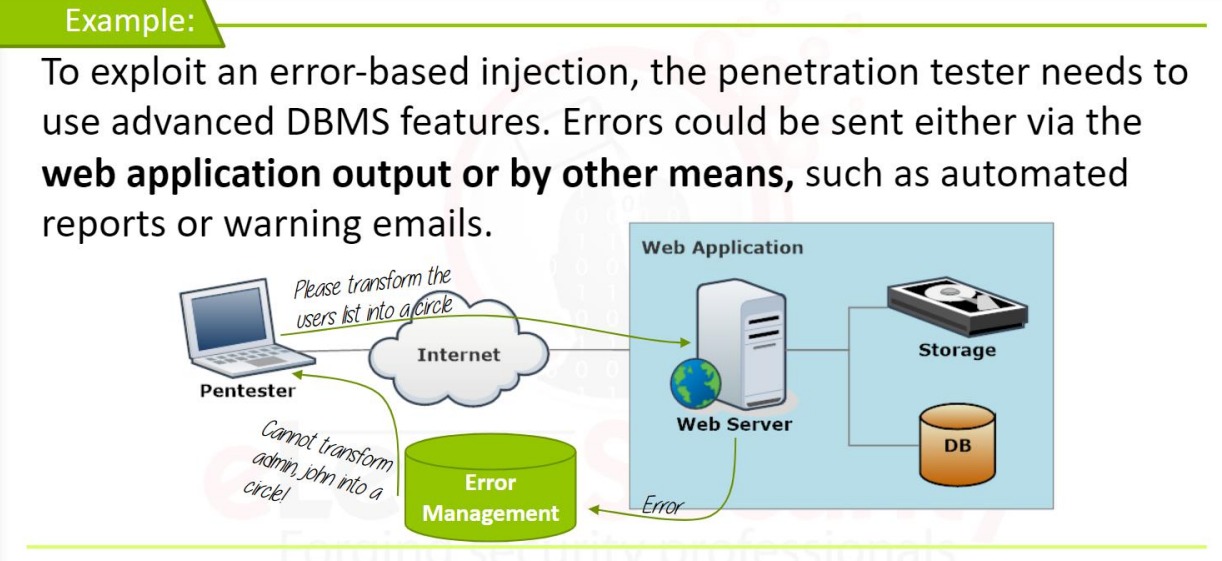 Example:
To exploit an error-based injection, the penetration tester needs to
use advanced DBMS features. Errors could be sent either via the
web application output or by other means, such as automated
reports or warning emails.
Web Application
Please transform the
users list into a circle
Internet
Pentester
Storage
Web Server
DB
Cannot transform
admin, john into a
circle!
Error
Management
Error
Forging security professionals